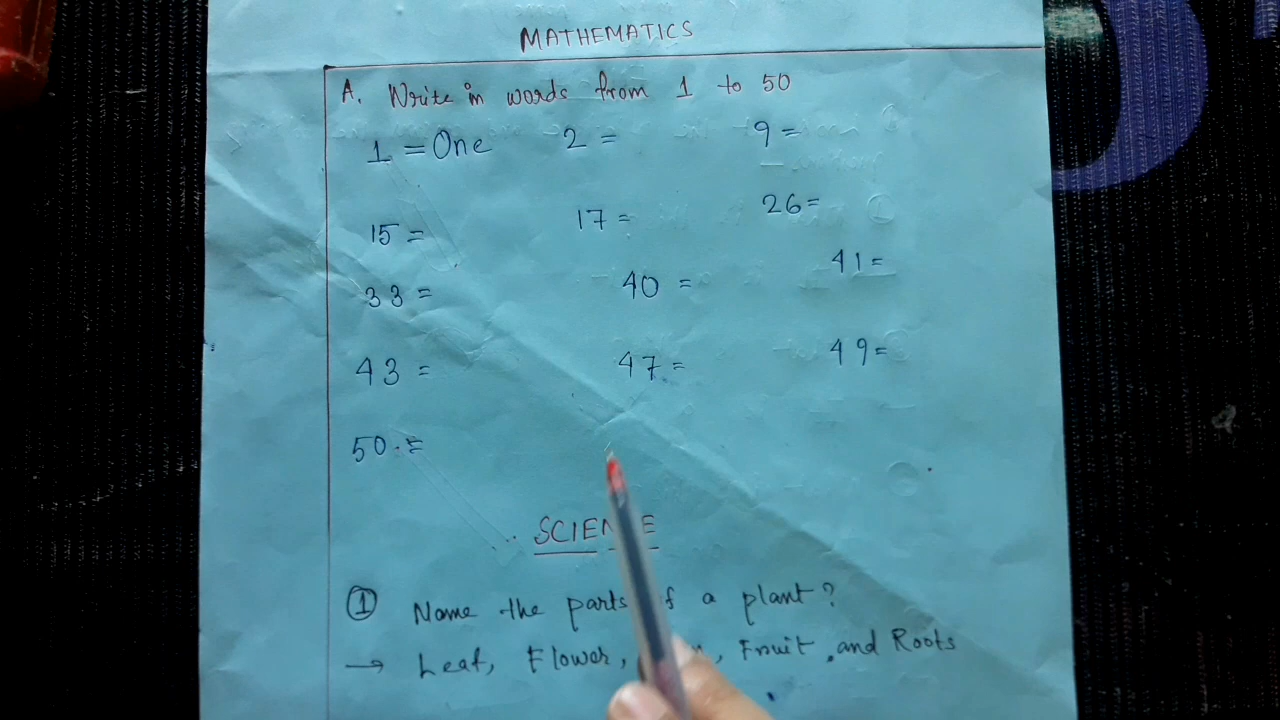 MATHEMATICS
A. Write in words from 1 to 50
1 = One 2 = 9 =
15 = 17 = 26 =
33 = 40 = 41 =
43 = 47 = 49 =
50 =
SCIENCE
① Name the parts of a plant?
→ Leaf, Flower, , Fruit, and Roots